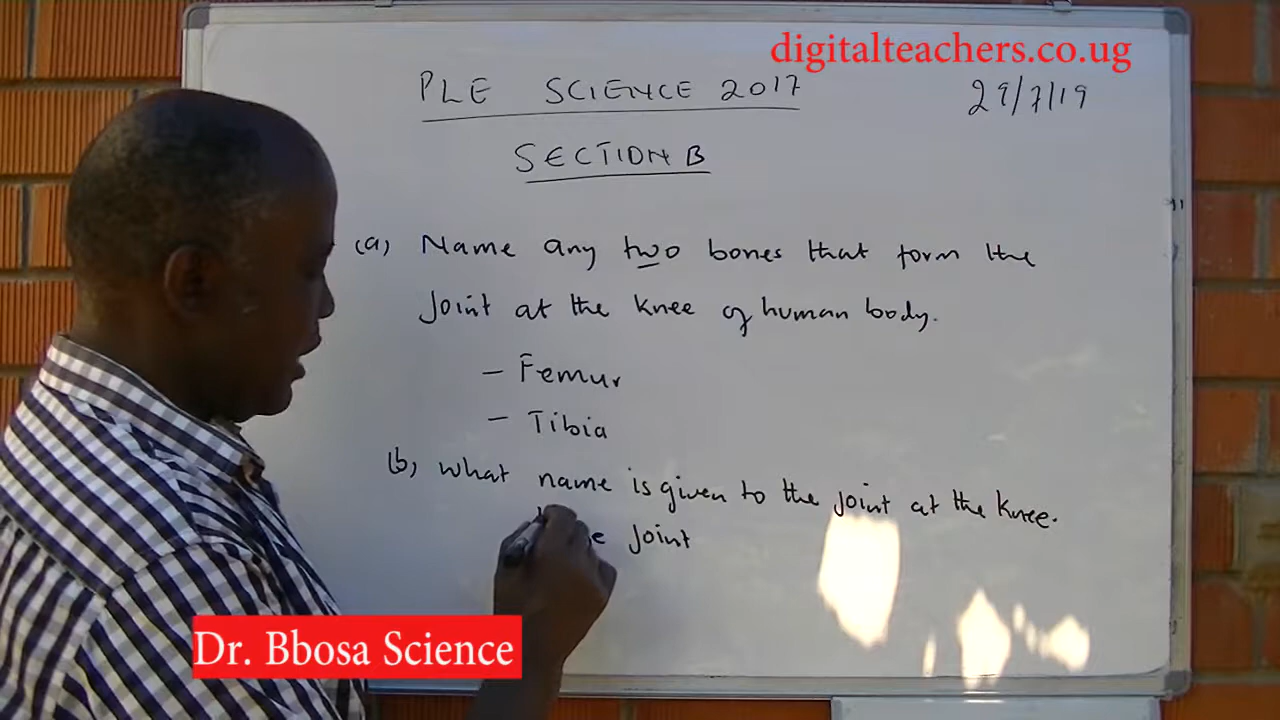 digitalteachers.co.ug
PLE SCIENCE 2017
29/7/19
SECTION B
(a) Name any two bones that form the
Joint at the knee of human body.
- Femur
- Tibia
(b) What name is given to the joint at the knee.
Joint
Dr. Bbosa Science